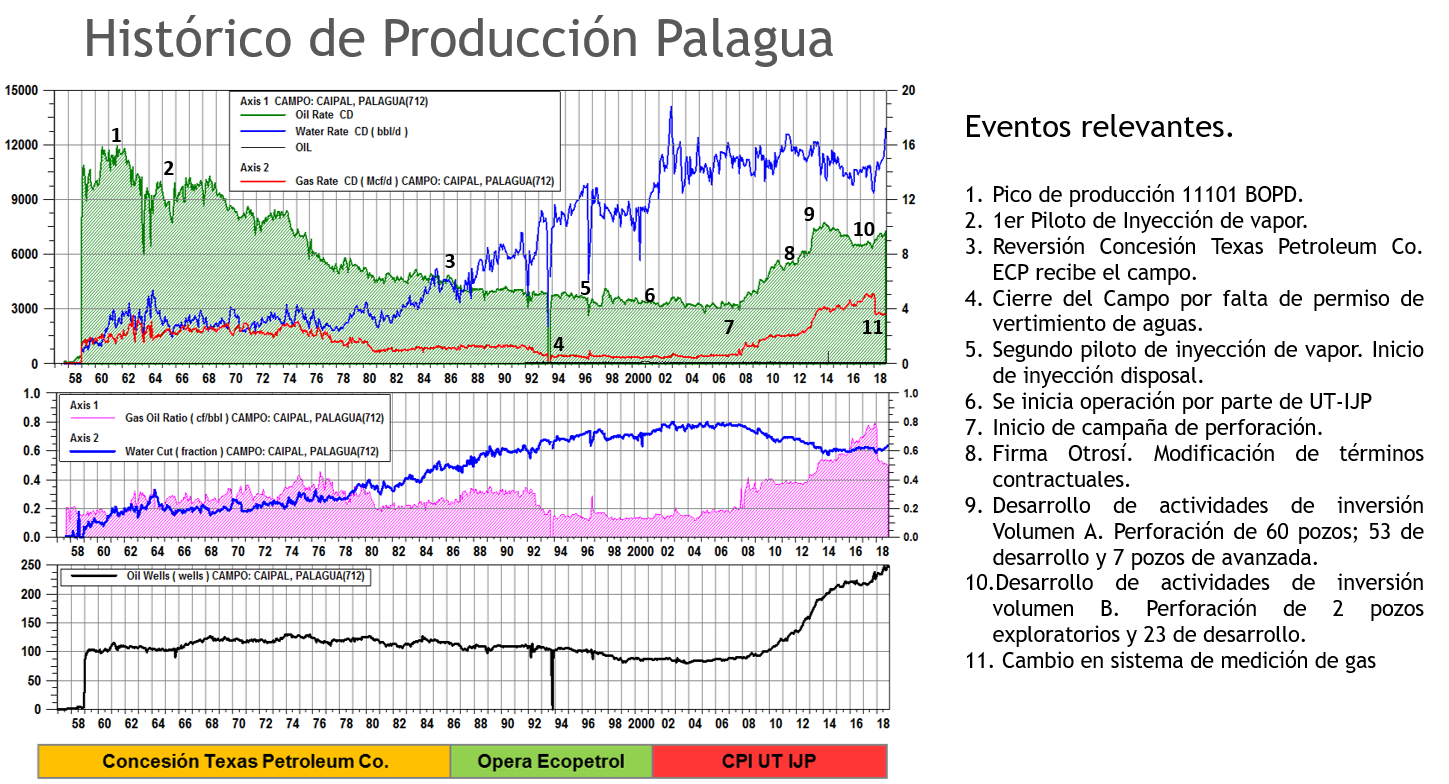 Histórico de Producción Palagua
15000
12000
9000
6000
3000
0
20
16
12
8
4
0
Axis 1 CAMPO: CAIPAL, PALAGUA(712)
Oil Rate CD
Water Rate CD ( bbl/d )
OIL
Axis 2
Gas Rate CD ( Mcf/d ) CAMPO: CAIPAL, PALAGUA(712)
1
2
3
4
5
6
7
8
9
10
11
58 60 62 64 66 68 70 72 74 76 78 80 82 84 86 88 90 92 94 96 98 2000 02 04 06 08 10 12 14 16 18
1.0
0.8
0.6
0.4
0.2
0.0
1.0
0.8
0.6
0.4
0.2
0.0
Axis 1
Gas Oil Ratio ( cf/bbl ) CAMPO: CAIPAL, PALAGUA(712)
Axis 2
Water Cut ( fraction ) CAMPO: CAIPAL, PALAGUA(712)
58 60 62 64 66 68 70 72 74 76 78 80 82 84 86 88 90 92 94 96 98 2000 02 04 06 08 10 12 14 16 18
250
200
150
100
50
0
Oil Wells ( wells ) CAMPO: CAIPAL, PALAGUA(712)
58 60 62 64 66 68 70 72 74 76 78 80 82 84 86 88 90 92 94 96 98 2000 02 04 06 08 10 12 14 16 18
Concesión Texas Petroleum Co.
Opera Ecopetrol
CPI UT IJP
Eventos relevantes.
1. Pico de producción 11101 BOPD.
2. 1er Piloto de Inyección de vapor.
3. Reversión Concesión Texas Petroleum Co.
ECP recibe el campo.
4. Cierre del Campo por falta de permiso de
vertimiento de aguas.
5. Segundo piloto de inyección de vapor. Inicio
de inyección disposal.
6. Se inicia operación por parte de UT-IJP
7. Inicio de campaña de perforación.
8. Firma Otrosí. Modificación de términos
contractuales.
9. Desarrollo de actividades de inversión
Volumen A. Perforación de 60 pozos; 53 de
desarrollo y 7 pozos de avanzada.
10.Desarrollo de actividades de inversión
volumen B. Perforación de 2 pozos
exploratorios y 23 de desarrollo.
11. Cambio en sistema de medición de gas